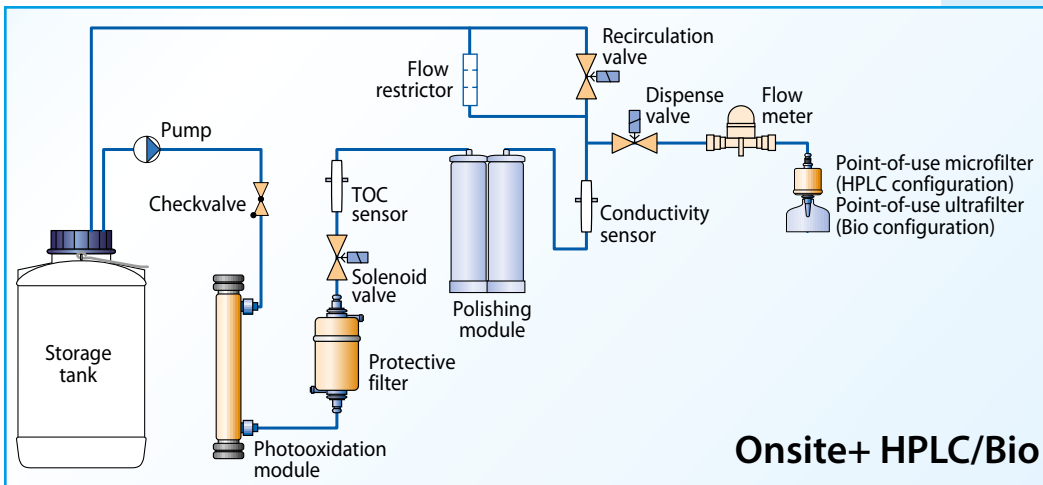 Recirculation
valve
Flow
restrictor
Dispense
valve
Flow
meter
Pump
Checkvalve
TOC
sensor
Point-of-use microfilter
(HPLC configuration)
Point-of-use ultrafilter
(Bio configuration)
Conductivity
sensor
Solenoid
valve
Polishing
module
Storage
tank
Protective
filter
Photooxidation
module
Onsite+ HPLC/Bio